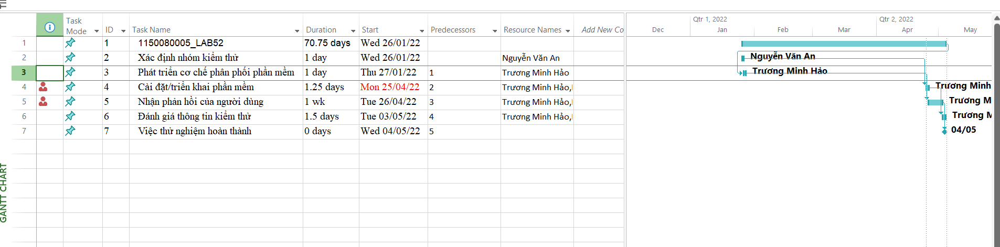 Qtr 1, 2022 Qtr 2, 2022
Task Mode ID Task Name Duration Start Predecessors Resource Names Add New Co Dec Jan Feb Mar Apr May
1 1 1150080005_LAB52 70.75 days Wed 26/01/22
2 2 Xác định nhóm kiểm thử 1 day Wed 26/01/22 Nguyễn Văn An Nguyễn Văn An
3 3 Phát triển cơ chế phân phối phần mềm 1 day Thu 27/01/22 1 Trương Minh Hảo Trương Minh Hảo
4 4 Cài đặt/triển khai phần mềm 1.25 days Mon 25/04/22 2 Trương Minh Hảo, Trương Minh
5 5 Nhận phản hồi của người dùng 1 wk Tue 26/04/22 3 Trương Minh Hảo, Trương M
6 6 Đánh giá thông tin kiểm thử 1.5 days Tue 03/05/22 4 Trương Minh Hảo, Trương M
7 7 Việc thử nghiệm hoàn thành 0 days Wed 04/05/22 5 04/05
GANTT CHART